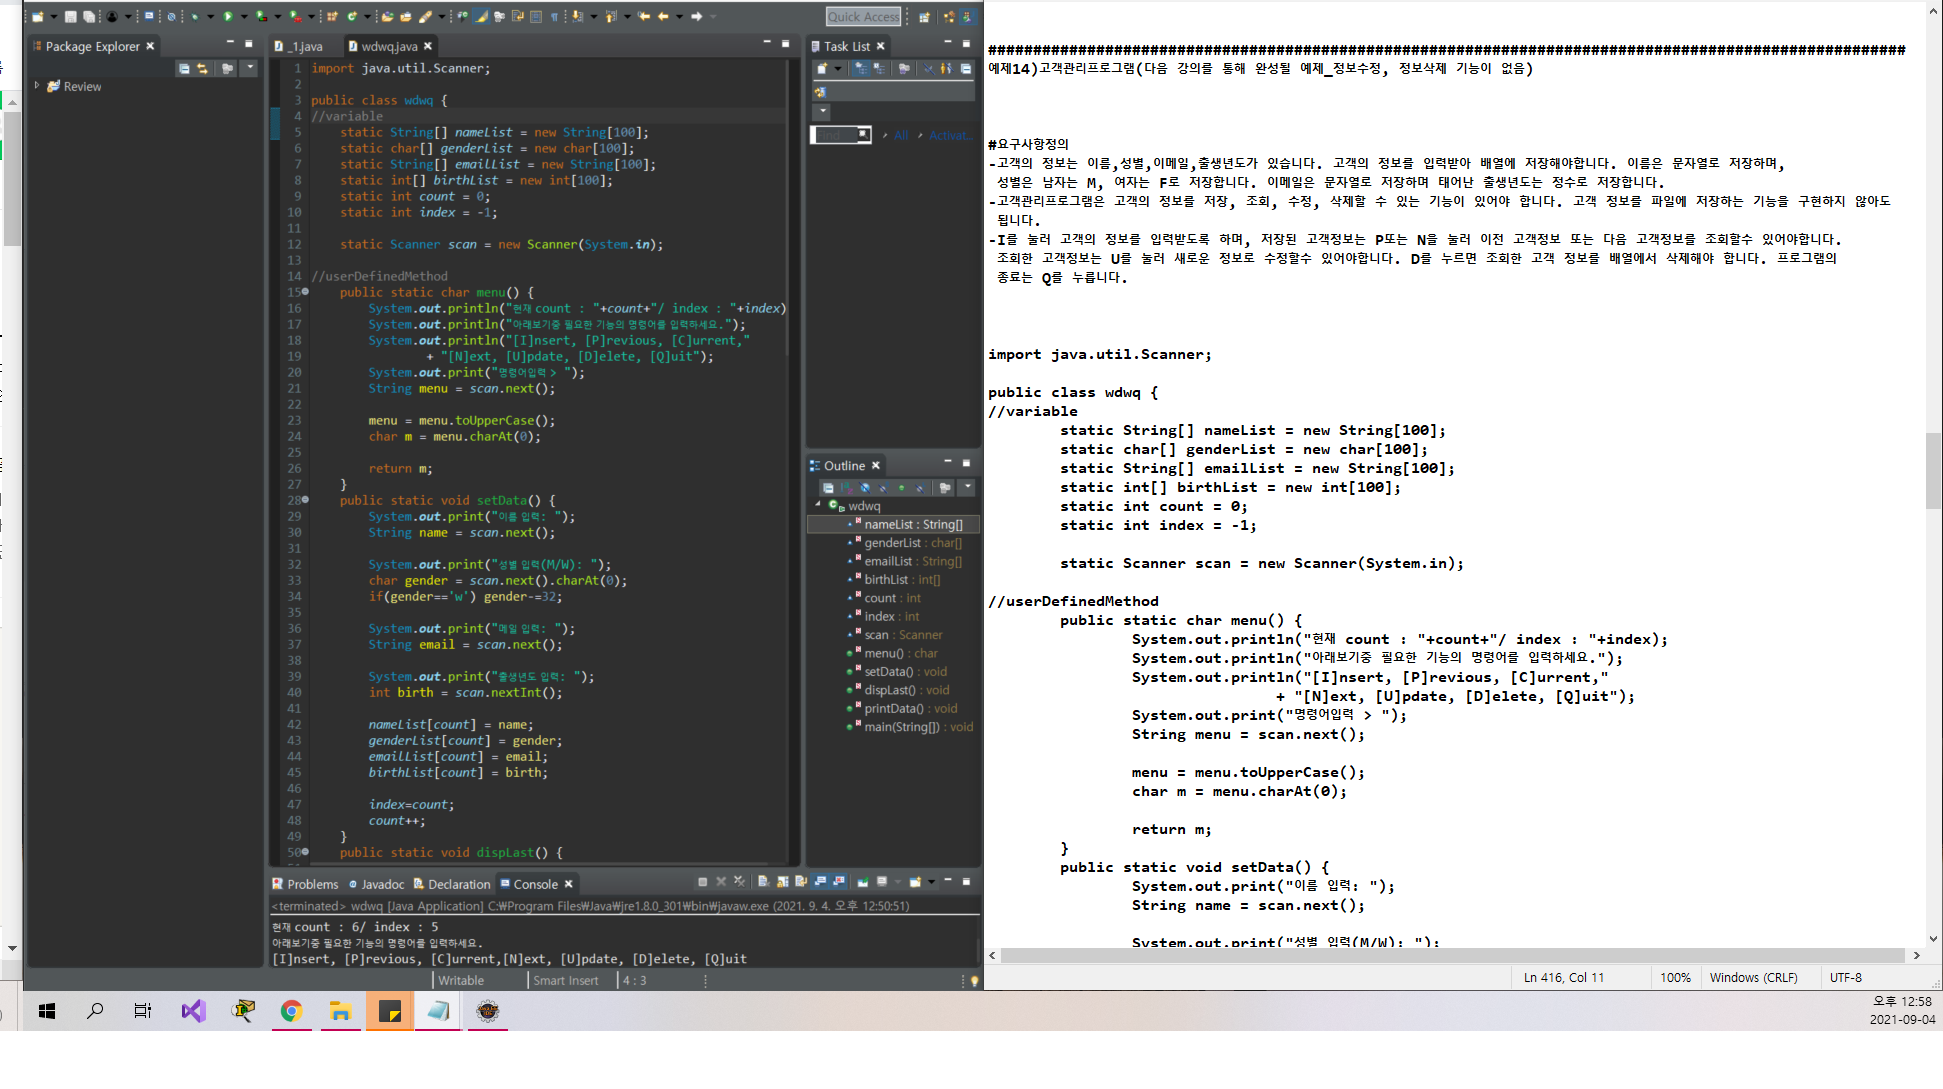 Quick Access
Package Explorer
Review
_1.java
wdwq.java
1 import java.util.Scanner;
2
3 public class wdwq {
4 //variable
5 static String[] nameList = new String[100];
6 static char[] genderList = new char[100];
7 static String[] emailList = new String[100];
8 static int[] birthList = new int[100];
9 static int count = 0;
10 static int index = -1;
11
12 static Scanner scan = new Scanner(System.in);
13
14 //userDefinedMethod
15 public static char menu() {
16 System.out.println("현재 count : "+count+"/ index : "+index)
17 System.out.println("아래보기중 필요한 기능의 명령어를 입력하세요.");
18 System.out.println("[I]nsert, [P]revious, [C]urrent,"
19 + "[N]ext, [U]pdate, [D]elete, [Q]uit");
20 System.out.print("명령어입력 > ");
21 String menu = scan.next();
22
23 menu = menu.toUpperCase();
24 char m = menu.charAt(0);
25
26 return m;
27 }
28 public static void setData() {
29 System.out.print("이름 입력: ");
30 String name = scan.next();
31
32 System.out.print("성별 입력(M/W): ");
33 char gender = scan.next().charAt(0);
34 if(gender=='w') gender-=32;
35
36 System.out.print("메일 입력: ");
37 String email = scan.next();
38
39 System.out.print("출생년도 입력: ");
40 int birth = scan.nextInt();
41
42 nameList[count] = name;
43 genderList[count] = gender;
44 emailList[count] = email;
45 birthList[count] = birth;
46
47 index=count;
48 count++;
49 }
50 public static void dispLast() {
Task List
Find
All
Activat...
Outline
wdwq
nameList : String[]
genderList : char[]
emailList : String[]
birthList : int[]
count : int
index : int
scan : Scanner
menu() : char
setData() : void
dispLast() : void
printData() : void
main(String[]) : void
Problems
Javadoc
Declaration
Console
<terminated> wdwq [Java Application] C:₩Program Files₩Java₩jre1.8.0_301₩bin₩javaw.exe (2021. 9. 4. 오후 12:50:51)
현재 count : 6/ index : 5
아래보기중 필요한 기능의 명령어를 입력하세요.
[I]nsert, [P]revious, [C]urrent,[N]ext, [U]pdate, [D]elete, [Q]uit
Writable
Smart Insert
4 : 3
######################################################################################################
예제14)고객관리프로그램(다음 강의를 통해 완성될 예제_정보수정, 정보삭제 기능이 없음)
#요구사항정의
-고객의 정보는 이름,성별,이메일,출생년도가 있습니다. 고객의 정보를 입력받아 배열에 저장해야합니다. 이름은 문자열로 저장하며,
성별은 남자는 M, 여자는 F로 저장합니다. 이메일은 문자열로 저장하며 태어난 출생년도는 정수로 저장합니다.
-고객관리프로그램은 고객의 정보를 저장, 조회, 수정, 삭제할 수 있는 기능이 있어야 합니다. 고객 정보를 파일에 저장하는 기능을 구현하지 않아도
됩니다.
-I를 눌러 고객의 정보를 입력받도록 하며, 저장된 고객정보는 P또는 N을 눌러 이전 고객정보 또는 다음 고객정보를 조회할수 있어야합니다.
조회한 고객정보는 U를 눌러 새로운 정보로 수정할수 있어야합니다. D를 누르면 조회한 고객 정보를 배열에서 삭제해야 합니다. 프로그램의
종료는 Q를 누릅니다.
import java.util.Scanner;
public class wdwq {
//variable
static String[] nameList = new String[100];
static char[] genderList = new char[100];
static String[] emailList = new String[100];
static int[] birthList = new int[100];
static int count = 0;
static int index = -1;
static Scanner scan = new Scanner(System.in);
//userDefinedMethod
public static char menu() {
System.out.println("현재 count : "+count+"/ index : "+index);
System.out.println("아래보기중 필요한 기능의 명령어를 입력하세요.");
System.out.println("[I]nsert, [P]revious, [C]urrent,"
+ "[N]ext, [U]pdate, [D]elete, [Q]uit");
System.out.print("명령어입력 > ");
String menu = scan.next();
menu = menu.toUpperCase();
char m = menu.charAt(0);
return m;
}
public static void setData() {
System.out.print("이름 입력: ");
String name = scan.next();
System.out.print("성별 입력(M/W): ");
Ln 416, Col 11
100%
Windows (CRLF)
UTF-8
오후 12:58
2021-09-04